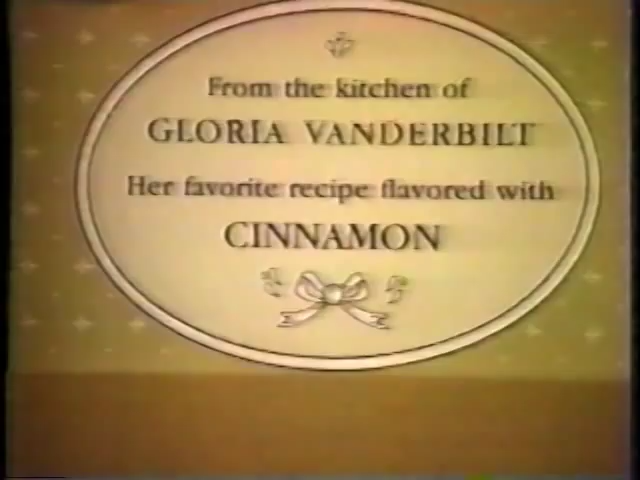 From the kitchen of
GLORIA VANDERBILT
Her favorite recipe flavored with
CINNAMON